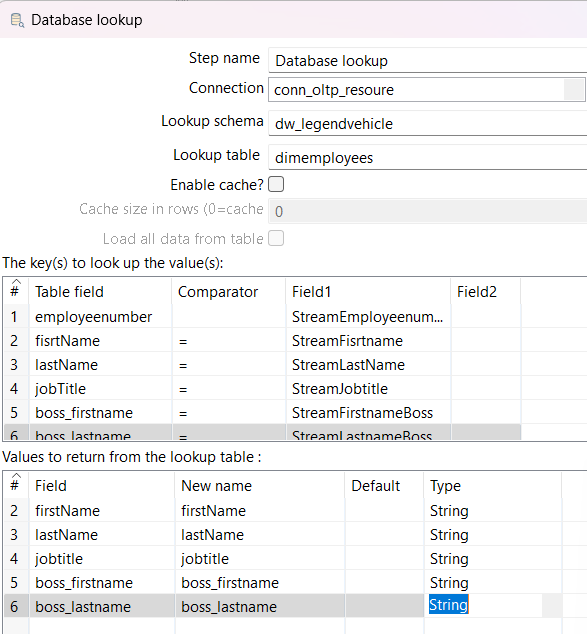 Database lookup
Step name Database lookup
Connection conn_oltp_resoure
Lookup schema dw_legendvehicle
Lookup table dimemployees
Enable cache?
Cache size in rows (0=cache 0
Load all data from table
The key(s) to look up the value(s):
# Table field Comparator Field1 Field2
1 employeenumber StreamEmployeenum...
2 fisrtName = StreamFisrtname
3 lastName = StreamLastName
4 jobTitle = StreamJobtitle
5 boss_firstname = StreamFirstnameBoss
6 boss_lastname = StreamLastnameBoss
Values to return from the lookup table :
# Field New name Default Type
2 firstName firstName String
3 lastName lastName String
4 jobtitle jobtitle String
5 boss_firstname boss_firstname String
6 boss_lastname boss_lastname String